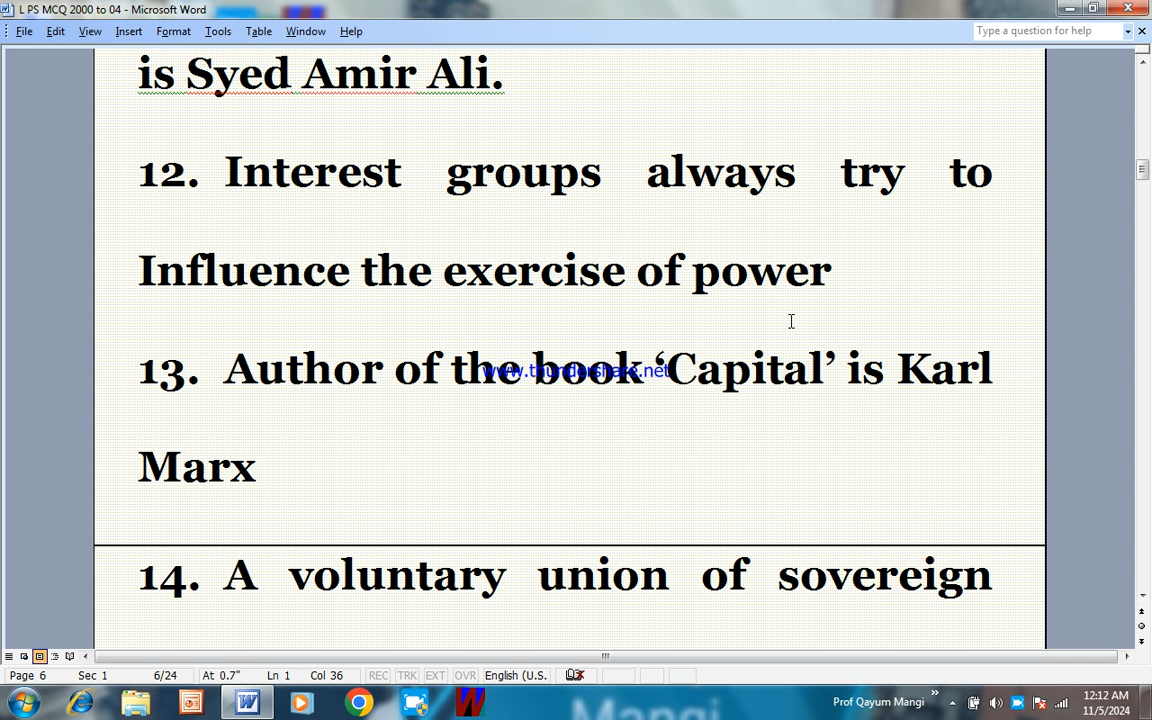 L PS MCQ 2000 to 04 - Microsoft Word
File Edit View Insert Format Tools Table Window Help Type a question for help
is Syed Amir Ali.
12. Interest groups always try to
Influence the exercise of power
13. Author of the book ‘Capital’ is Karl
www.thundershare.net
Marx
14. A voluntary union of sovereign
Page 6 Sec 1 6/24 At 0.7" Ln 1 Col 36 REC TRK EXT OVR English (U.S.
Prof Qayum Mangi
12:12 AM
11/5/2024
Mangi